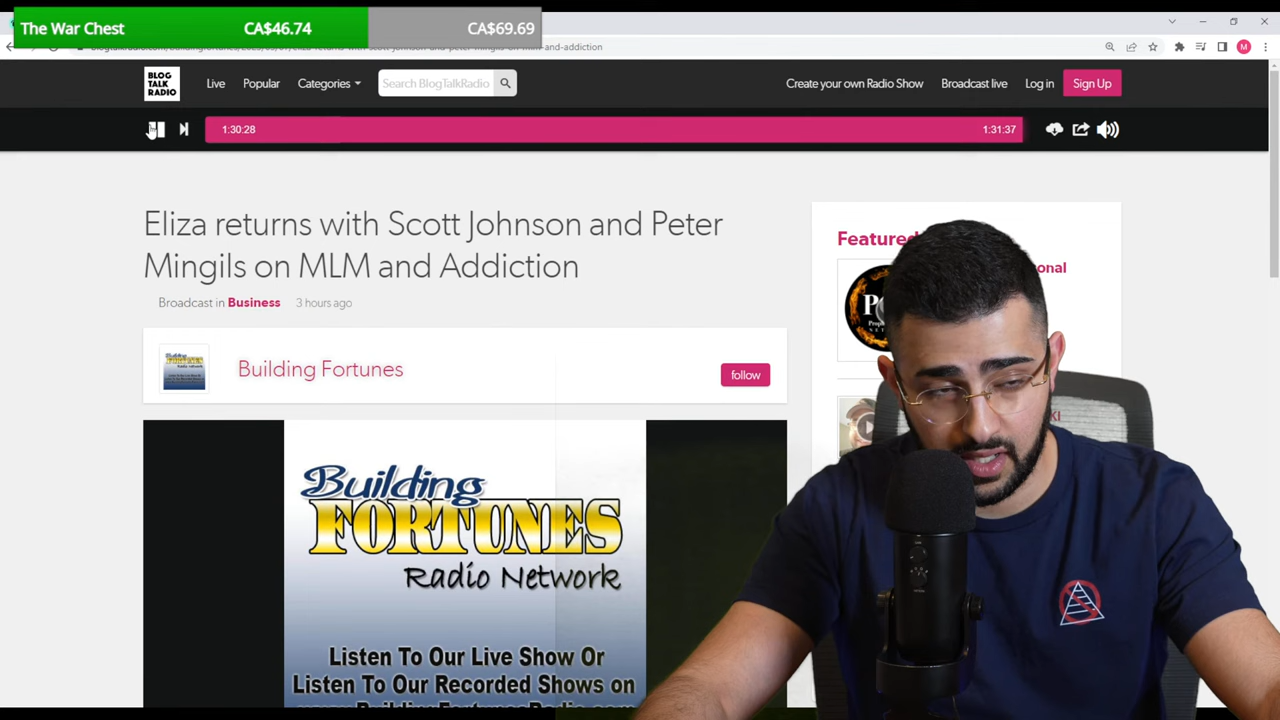 The War Chest CA$46.74 CA$69.69
BLOG
TALK
RADIO
Live Popular Categories Search BlogTalkRadio Create your own Radio Show Broadcast live Log in Sign Up
1:30:28 1:31:37
Eliza returns with Scott Johnson and Peter
Mingils on MLM and Addiction
Broadcast in Business 3 hours ago
Building Fortunes follow
Featured
Building
FORTUNES
Radio Network
Listen To Our Live Show Or
Listen To Our Recorded Shows on